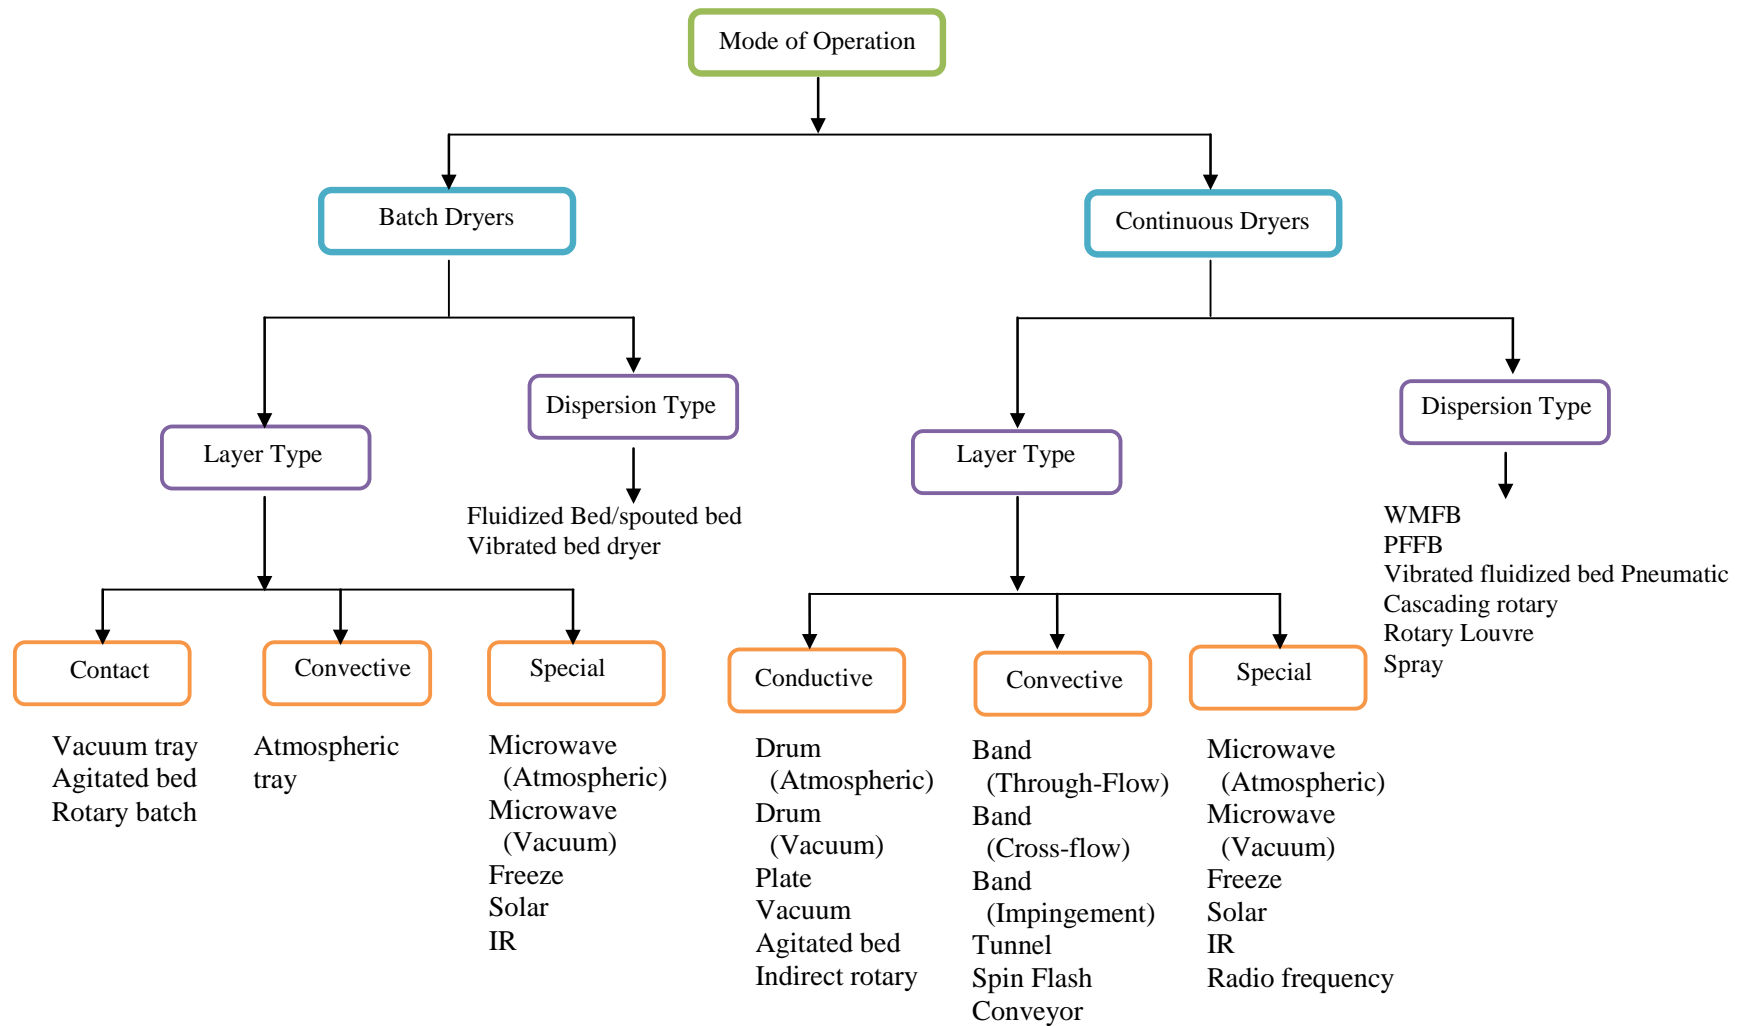 Mode of Operation
Batch Dryers
Continuous Dryers
Dispersion Type
Layer Type
Fluidized Bed/spouted bed
Vibrated bed dryer
Contact
Vacuum tray
Agitated bed
Rotary batch
Convective
Atmospheric
tray
Special
Microwave
(Atmospheric)
Microwave
(Vacuum)
Freeze
Solar
IR
Dispersion Type
Layer Type
WMFB
PFFB
Vibrated fluidized bed Pneumatic
Cascading rotary
Rotary Louvre
Spray
Conductive
Drum
(Atmospheric)
Drum
(Vacuum)
Plate
Vacuum
Agitated bed
Indirect rotary
Convective
Band
(Through-Flow)
Band
(Cross-flow)
Band
(Impingement)
Tunnel
Spin Flash
Conveyor
Special
Microwave
(Atmospheric)
Microwave
(Vacuum)
Freeze
Solar
IR
Radio frequency